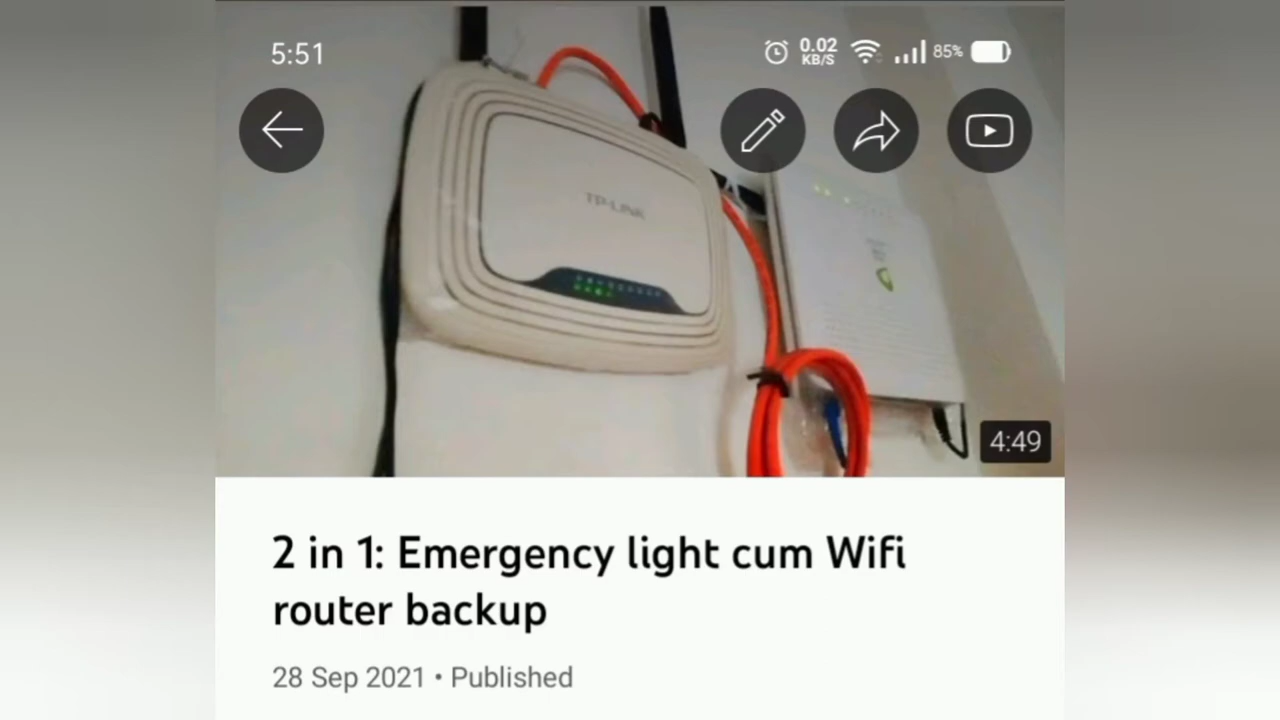 5:51
0.02
KB/S
85%
TP-LINK
4:49
2 in 1: Emergency light cum Wifi
router backup
28 Sep 2021 • Published